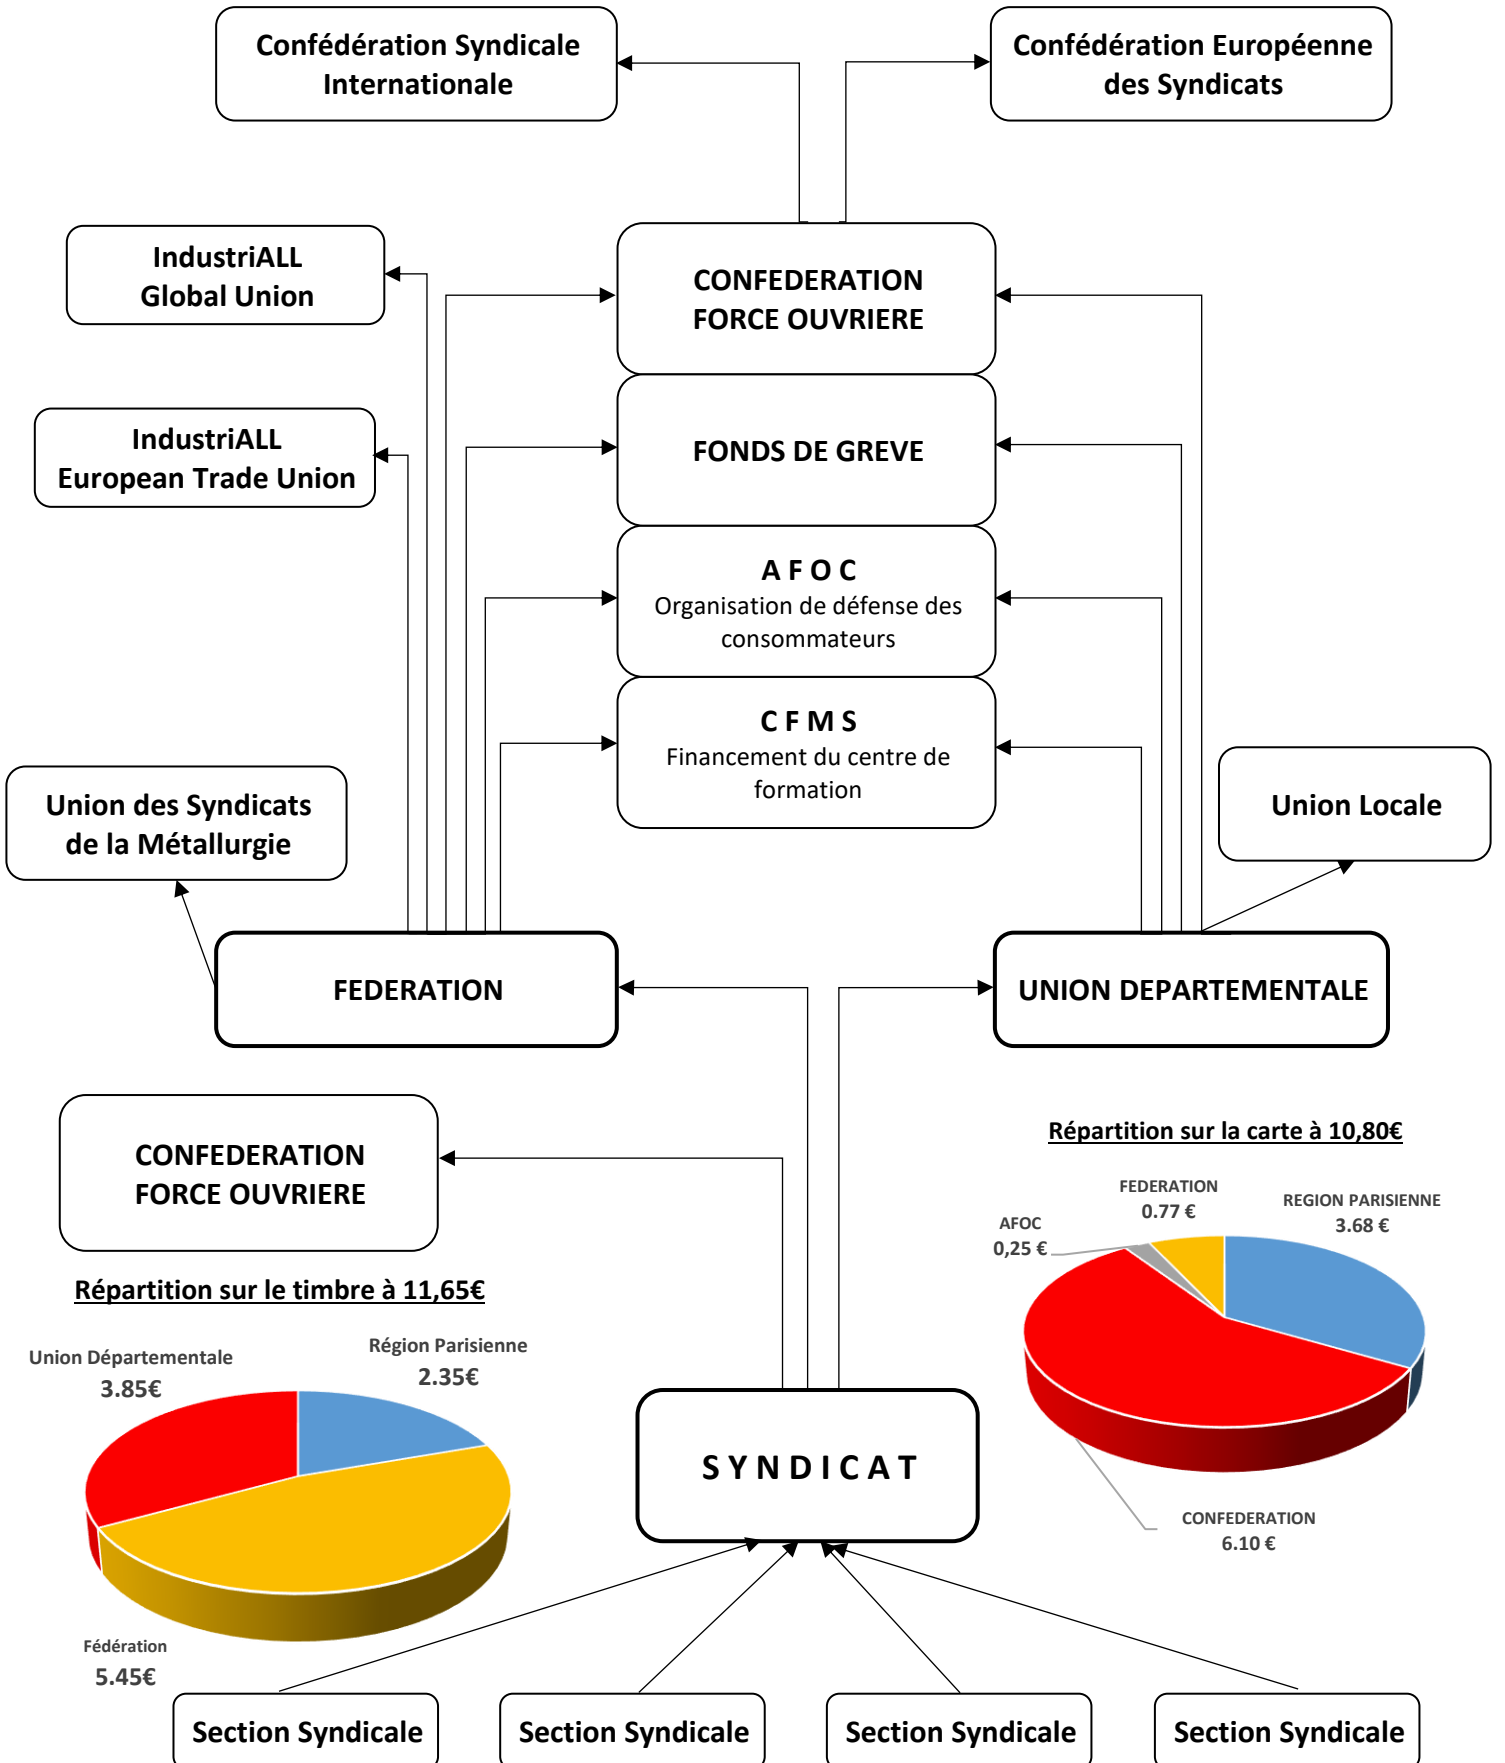 Confédération Syndicale
Internationale
Confédération Européenne
des Syndicats
IndustriALL
Global Union
CONFEDERATION
FORCE OUVRIERE
IndustriALL
European Trade Union
FONDS DE GREVE
A F O C
Organisation de défense des
consommateurs
C F M S
Financement du centre de
formation
Union des Syndicats
de la Métallurgie
Union Locale
FEDERATION
UNION DEPARTEMENTALE
CONFEDERATION
FORCE OUVRIERE
Répartition sur la carte à 10,80€
FEDERATION
0.77 €
REGION PARISIENNE
3.68 €
AFOC
0,25 €
CONFEDERATION
6.10 €
Répartition sur le timbre à 11,65€
Union Départementale
3.85€
Région Parisienne
2.35€
Fédération
5.45€
S Y N D I C A T
Section Syndicale
Section Syndicale
Section Syndicale
Section Syndicale